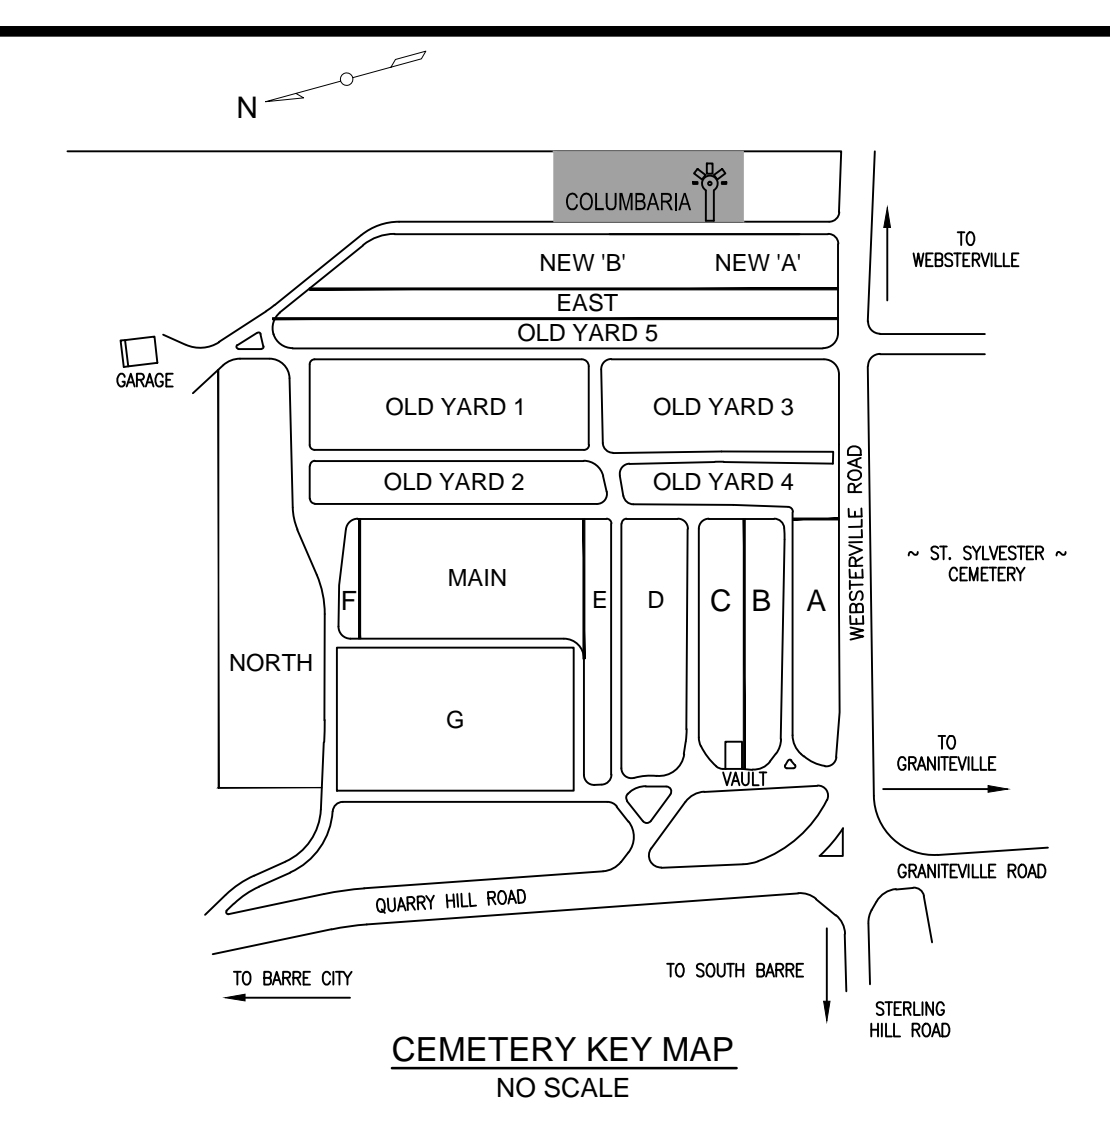 N
COLUMBARIA
TO
WEBSTERVILLE
NEW 'B'
NEW 'A'
EAST
OLD YARD 5
GARAGE
OLD YARD 1
OLD YARD 3
OLD YARD 2
OLD YARD 4
WEBSTERVILLE ROAD
~ ST. SYLVESTER ~
CEMETERY
MAIN
F
E
D
C
B
A
NORTH
G
TO
GRANITEVILLE
VAULT
GRANITEVILLE ROAD
QUARRY HILL ROAD
TO BARRE CITY
TO SOUTH BARRE
STERLING
HILL ROAD
CEMETERY KEY MAP
NO SCALE